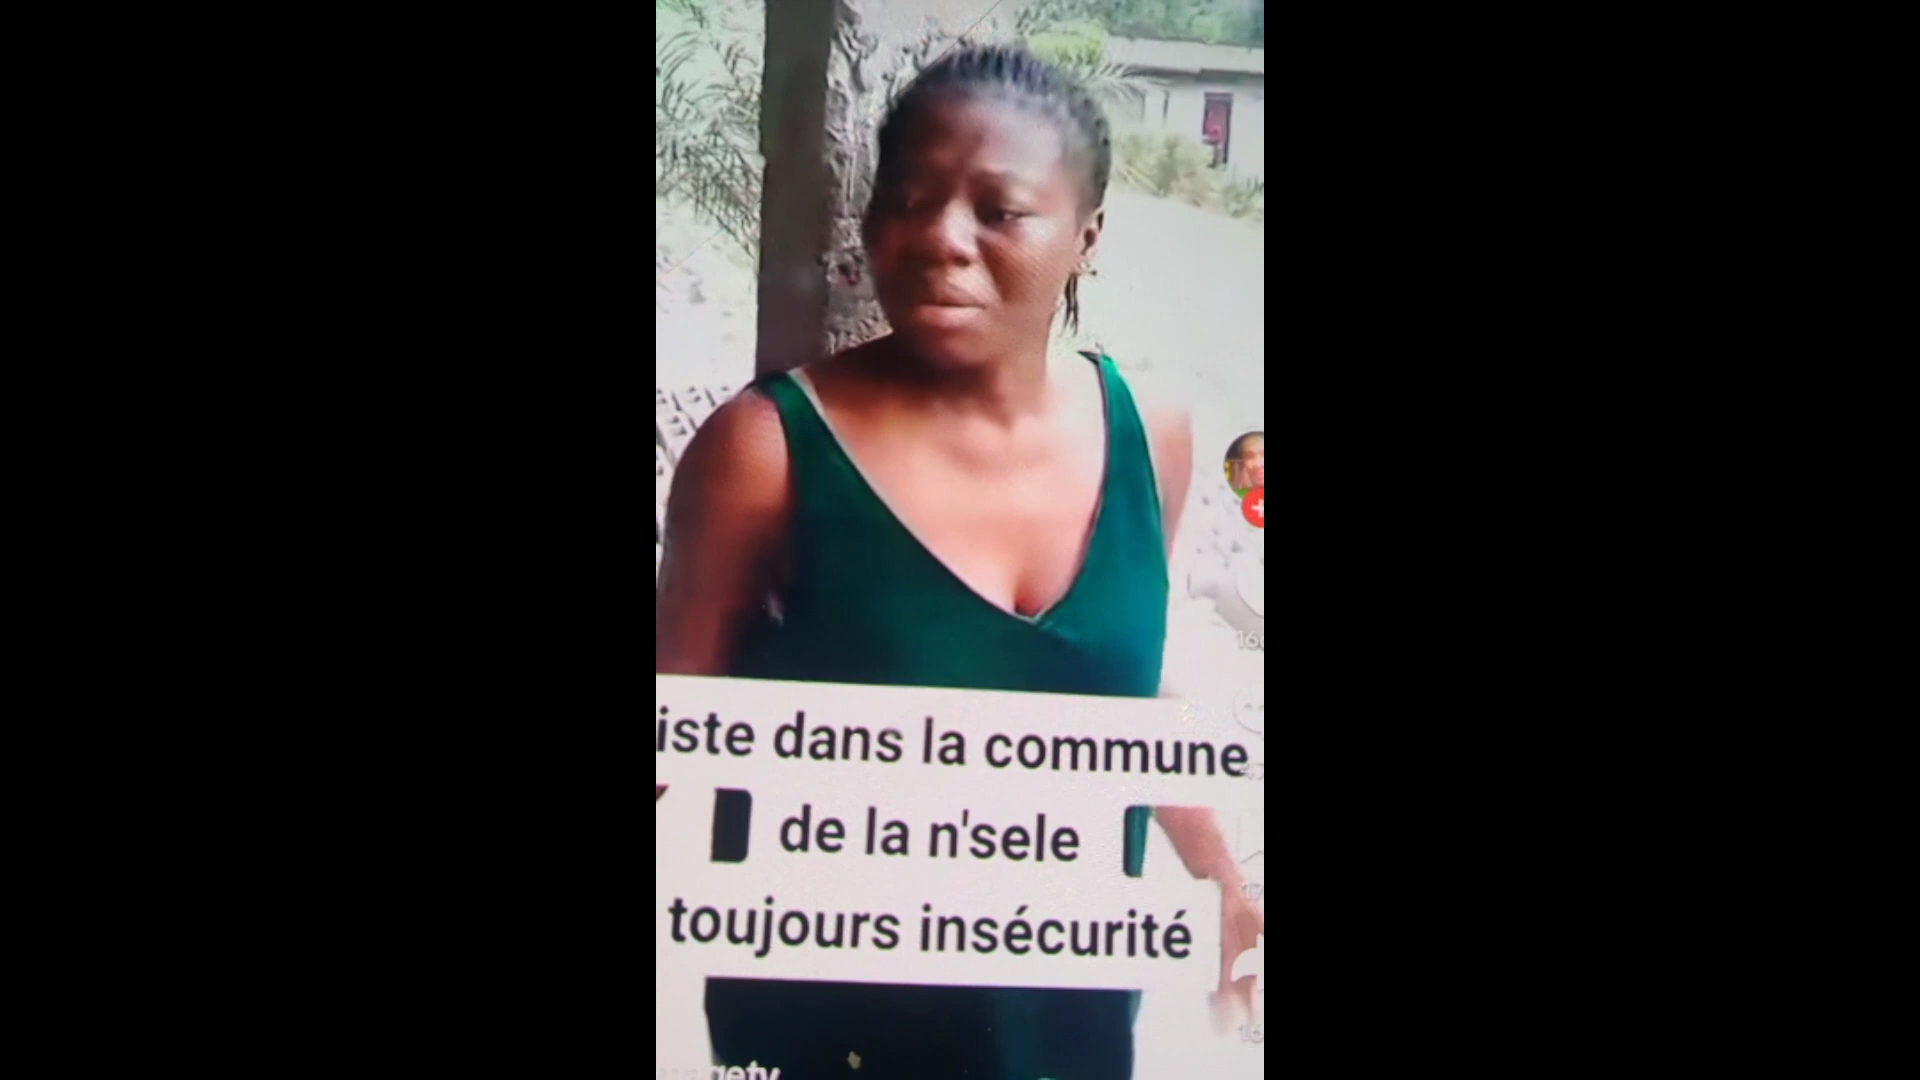 iste dans la commune
de la n'sele
toujours insécurité